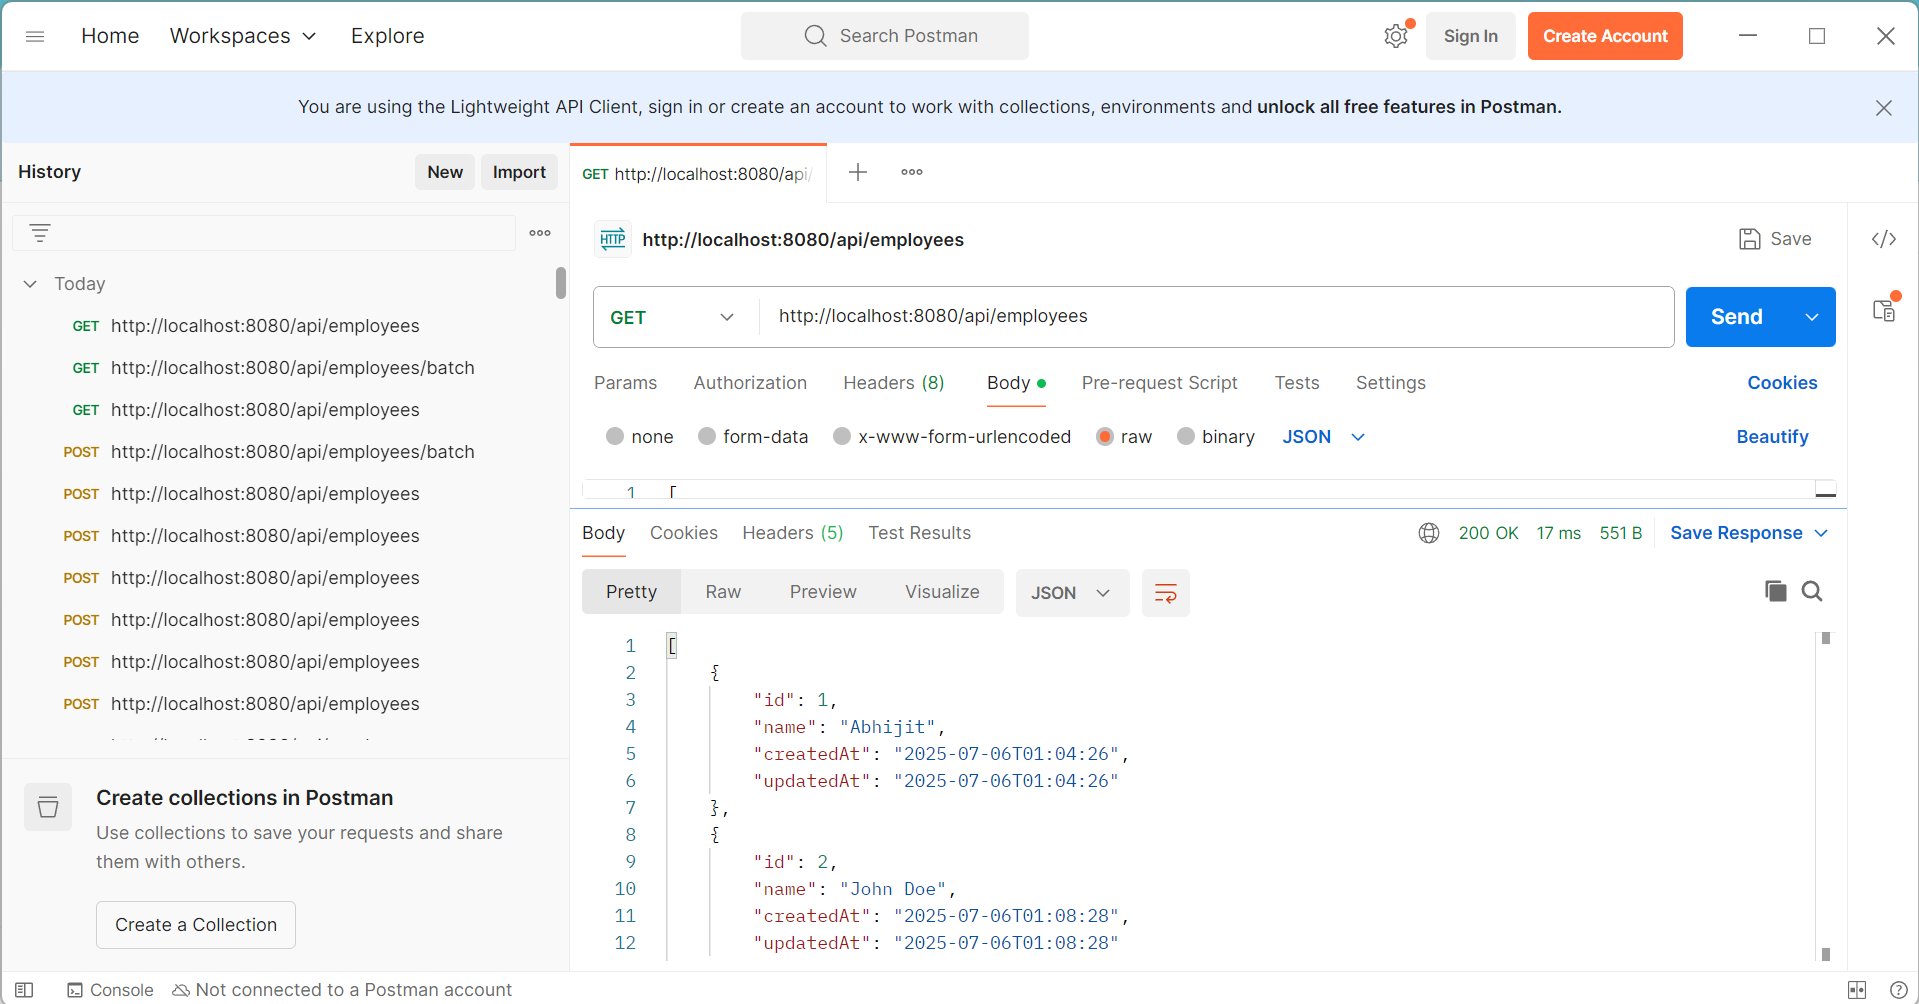 Home Workspaces Explore Search Postman Sign In Create Account
You are using the Lightweight API Client, sign in or create an account to work with collections, environments and unlock all free features in Postman.
History New Import
Today
GET http://localhost:8080/api/employees
GET http://localhost:8080/api/employees/batch
GET http://localhost:8080/api/employees
POST http://localhost:8080/api/employees/batch
POST http://localhost:8080/api/employees
POST http://localhost:8080/api/employees
POST http://localhost:8080/api/employees
POST http://localhost:8080/api/employees
POST http://localhost:8080/api/employees
POST http://localhost:8080/api/employees
Create collections in Postman
Use collections to save your requests and share
them with others.
Create a Collection
GET http://localhost:8080/api/
HTTP http://localhost:8080/api/employees Save </>
GET http://localhost:8080/api/employees Send
Params Authorization Headers (8) Body Pre-request Script Tests Settings Cookies
none form-data x-www-form-urlencoded raw binary JSON Beautify
1 [
Body Cookies Headers (5) Test Results 200 OK 17 ms 551 B Save Response
Pretty Raw Preview Visualize JSON
1 [
2 {
3 "id": 1,
4 "name": "Abhijit",
5 "createdAt": "2025-07-06T01:04:26",
6 "updatedAt": "2025-07-06T01:04:26"
7 },
8 {
9 "id": 2,
10 "name": "John Doe",
11 "createdAt": "2025-07-06T01:08:28",
12 "updatedAt": "2025-07-06T01:08:28"
Console Not connected to a Postman account